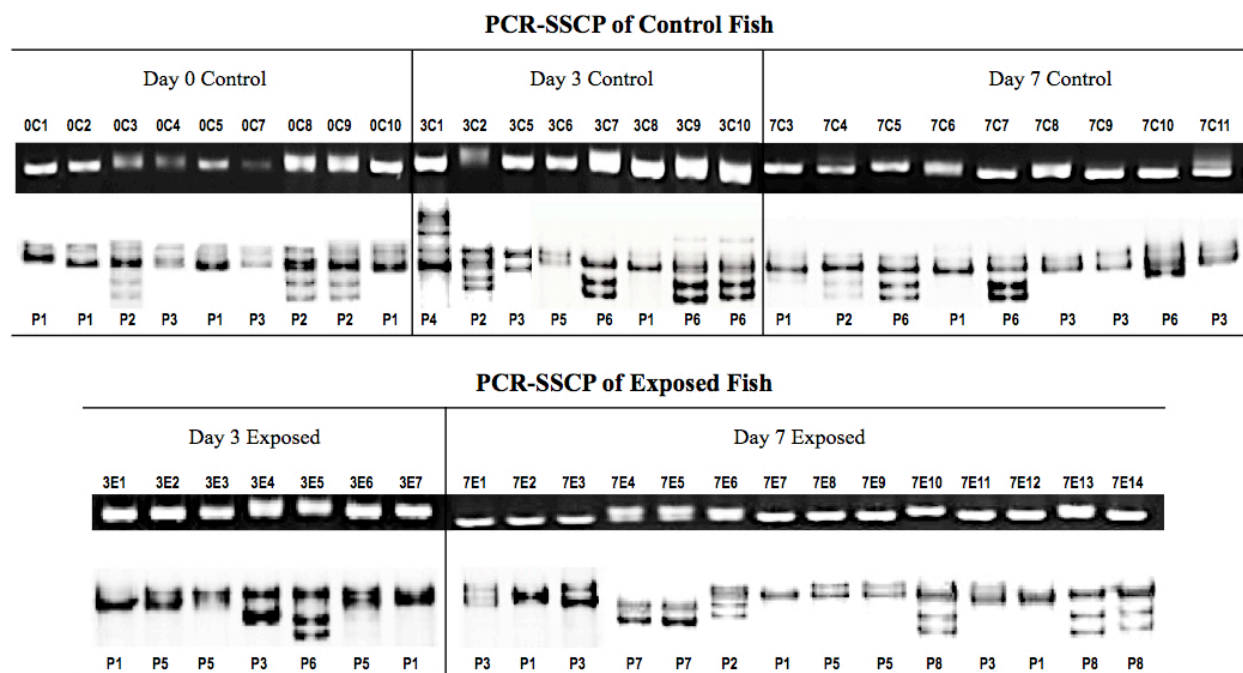 PCR-SSCP of Control Fish
Day 0 Control Day 3 Control Day 7 Control
0C1 0C2 0C3 0C4 0C5 0C7 0C8 0C9 0C10 3C1 3C2 3C5 3C6 3C7 3C8 3C9 3C10 7C3 7C4 7C5 7C6 7C7 7C8 7C9 7C10 7C11
P1 P1 P2 P3 P1 P3 P2 P2 P1 P4 P2 P3 P5 P6 P1 P6 P6 P1 P2 P6 P1 P6 P3 P3 P6 P3
PCR-SSCP of Exposed Fish
Day 3 Exposed Day 7 Exposed
3E1 3E2 3E3 3E4 3E5 3E6 3E7 7E1 7E2 7E3 7E4 7E5 7E6 7E7 7E8 7E9 7E10 7E11 7E12 7E13 7E14
P1 P5 P5 P3 P6 P5 P1 P3 P1 P3 P7 P7 P2 P1 P5 P5 P8 P3 P1 P8 P8